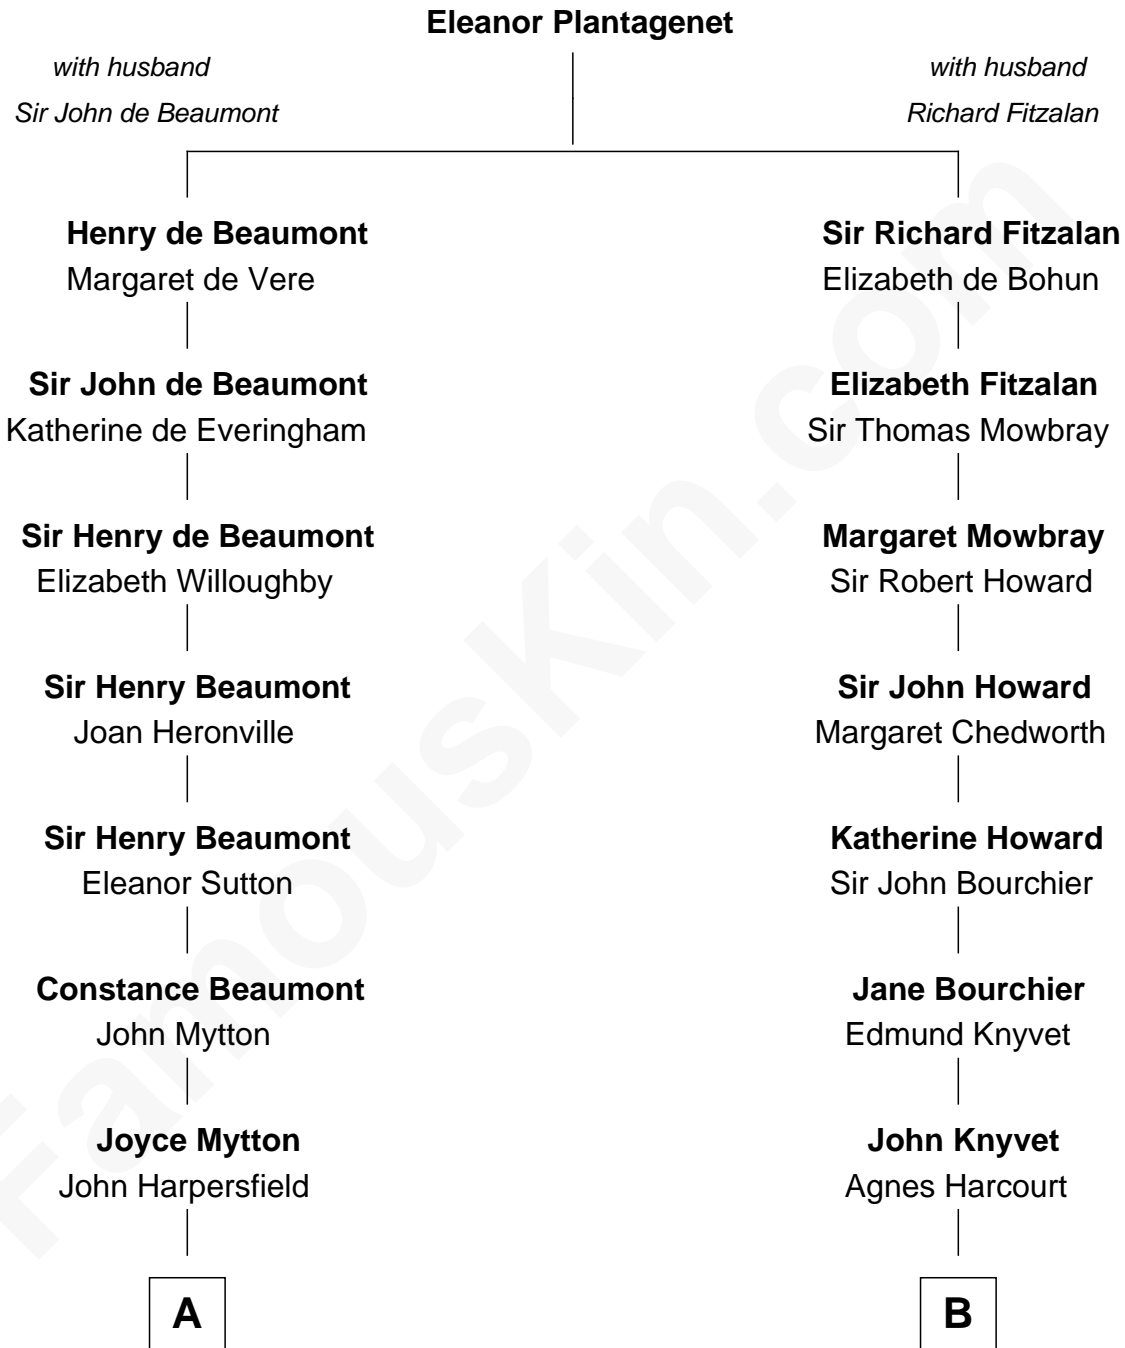 Eleanor Plantagenet
with husband
Sir John de Beaumont
with husband
Richard Fitzalan
Henry de Beaumont
Margaret de Vere
Sir Richard Fitzalan
Elizabeth de Bohun
Sir John de Beaumont
Katherine de Everingham
Elizabeth Fitzalan
Sir Thomas Mowbray
Sir Henry de Beaumont
Elizabeth Willoughby
Margaret Mowbray
Sir Robert Howard
Sir Henry Beaumont
Joan Heronville
Sir John Howard
Margaret Chedworth
Sir Henry Beaumont
Eleanor Sutton
Katherine Howard
Sir John Bourchier
Constance Beaumont
John Mytton
Jane Bourchier
Edmund Knyvet
Joyce Mytton
John Harpersfield
John Knyvet
Agnes Harcourt
A
B
FamousKin.com